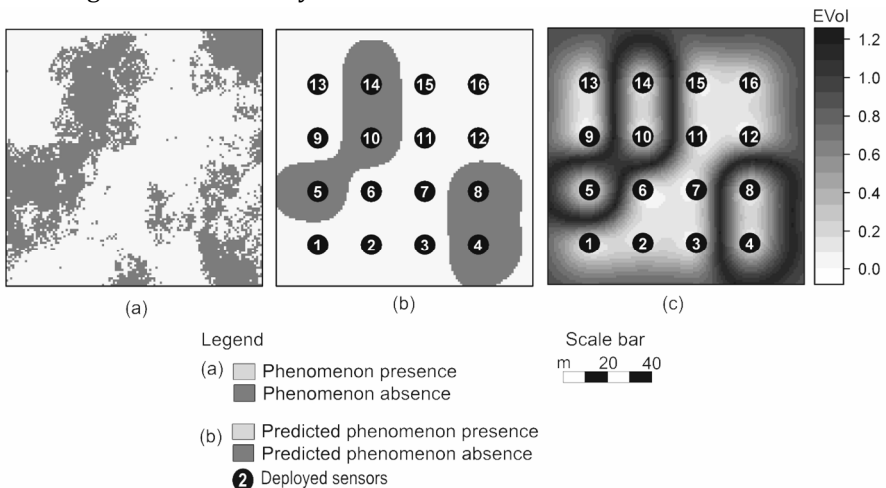 EVol
13 14 15 16
9 10 11 12
5 6 7 8
1 2 3 4
13 14 15 16
9 10 11 12
5 6 7 8
1 2 3 4
1.2
1.0
0.8
0.6
0.4
0.2
0.0
(a) (b) (c)
Legend
(a) Phenomenon presence
Phenomenon absence
(b) Predicted phenomenon presence
Predicted phenomenon absence
2 Deployed sensors
Scale bar
m 20 40